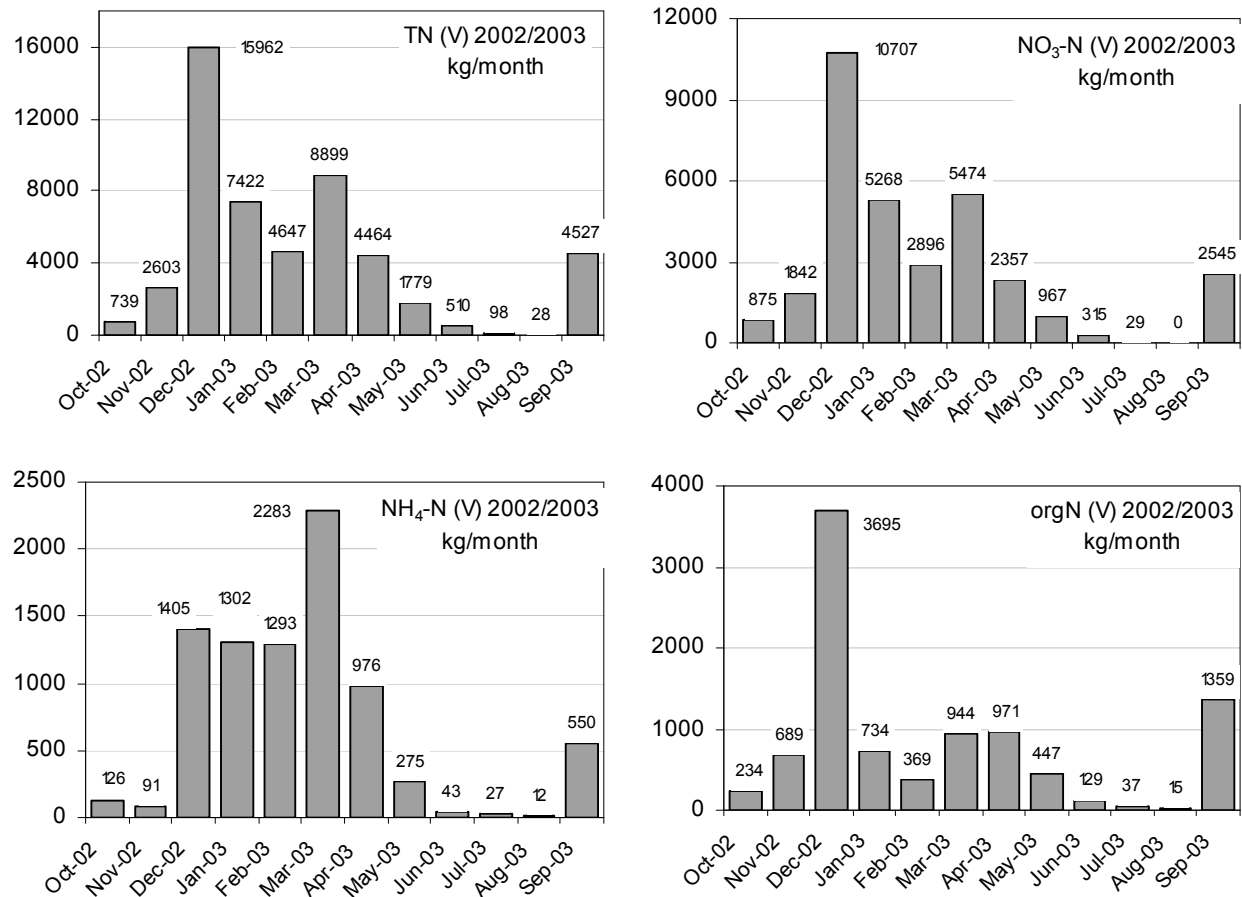 TN (V) 2002/2003
kg/month
16000
12000
8000
4000
0
739
2603
15962
7422
4647
8899
4464
1779
510
98
28
4527
Oct-02
Nov-02
Dec-02
Jan-03
Feb-03
Mar-03
Apr-03
May-03
Jun-03
Jul-03
Aug-03
Sep-03
NO₃-N (V) 2002/2003
kg/month
12000
9000
6000
3000
0
875
1842
10707
5268
2896
5474
2357
967
315
29
0
2545
Oct-02
Nov-02
Dec-02
Jan-03
Feb-03
Mar-03
Apr-03
May-03
Jun-03
Jul-03
Aug-03
Sep-03
NH₄-N (V) 2002/2003
kg/month
2500
2000
1500
1000
500
0
126
91
1405
1302
1293
2283
976
275
43
27
12
550
Oct-02
Nov-02
Dec-02
Jan-03
Feb-03
Mar-03
Apr-03
May-03
Jun-03
Jul-03
Aug-03
Sep-03
orgN (V) 2002/2003
kg/month
4000
3000
2000
1000
0
234
689
3695
734
369
944
971
447
129
37
15
1359
Oct-02
Nov-02
Dec-02
Jan-03
Feb-03
Mar-03
Apr-03
May-03
Jun-03
Jul-03
Aug-03
Sep-03